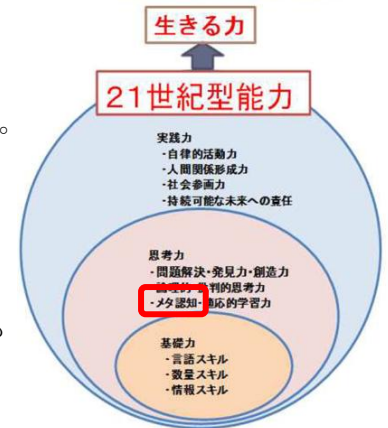 生きる力
21世紀型能力
。
実践力
・自律的活動力
・人間関係形成力
・社会参画力
・持続可能な未来への責任
思考力
・問題解決・発見力・創造力
・論理的・批判的思考力
・メタ認知・適応的学習力
も
基礎力
・言語スキル
・数量スキル
・情報スキル